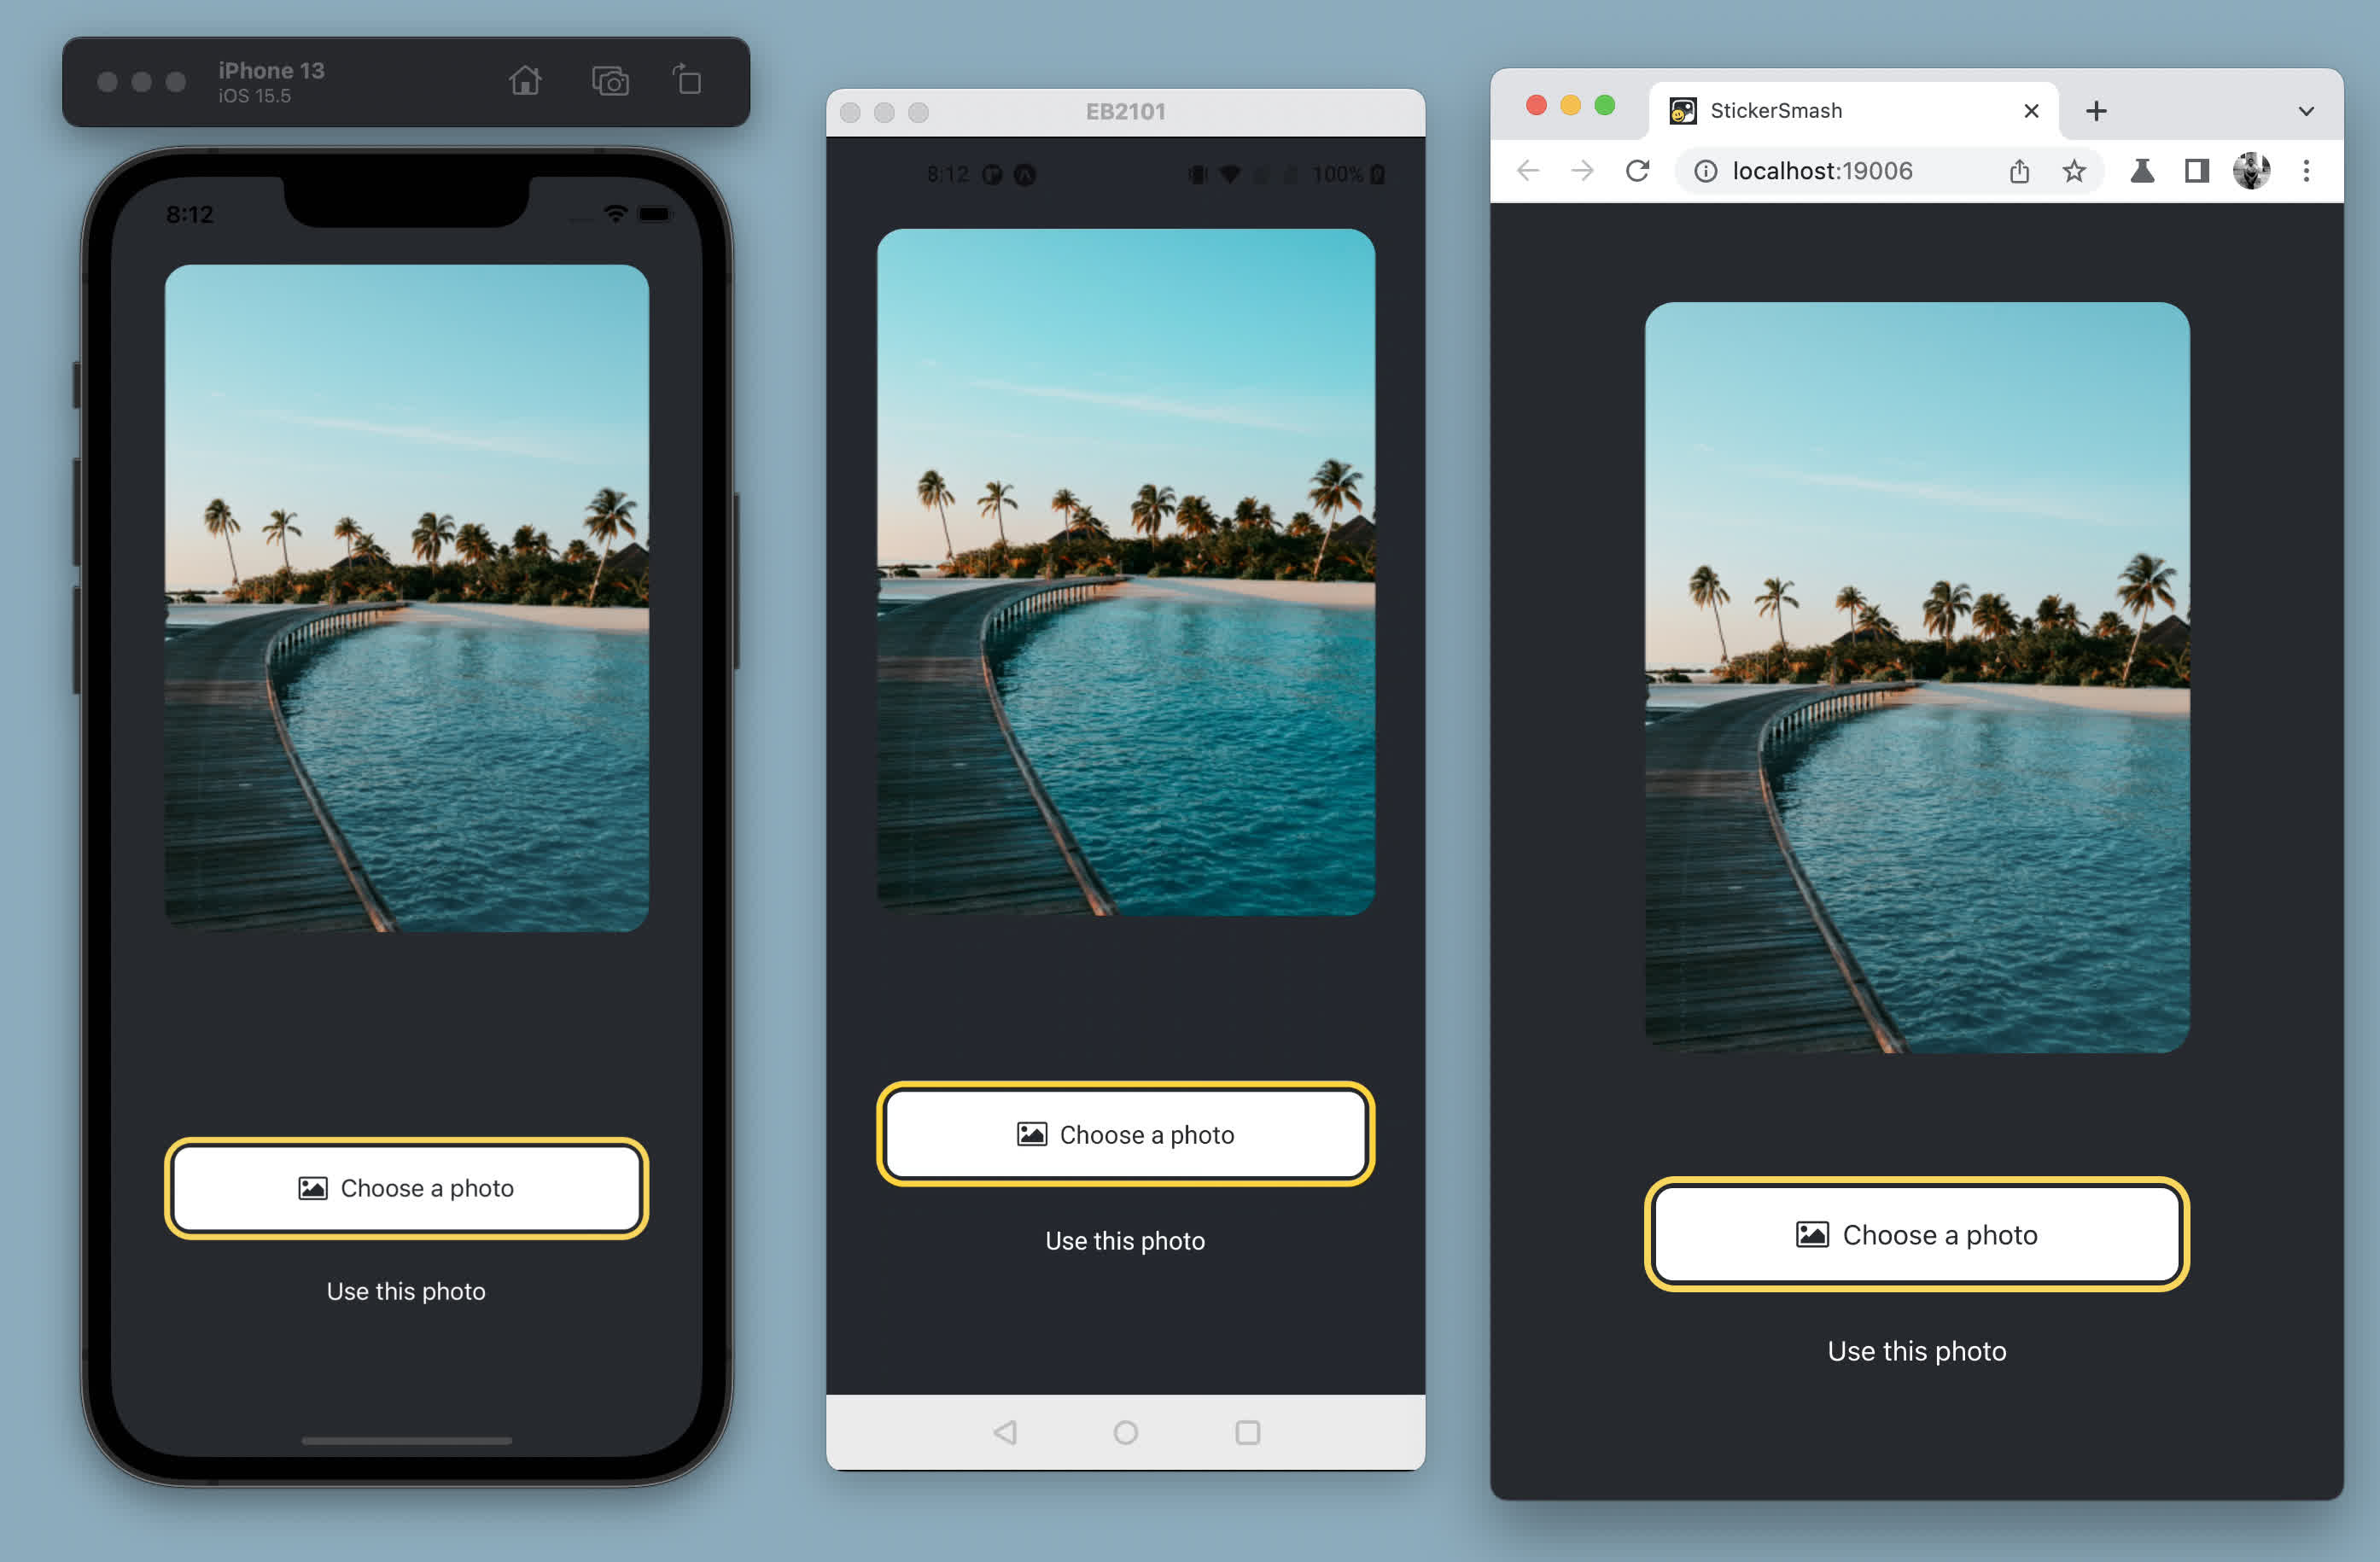 iPhone 13
iOS 15.5
8:12
Choose a photo
Use this photo
EB2101
8:12
100%
Choose a photo
Use this photo
StickerSmash
localhost:19006
Choose a photo
Use this photo